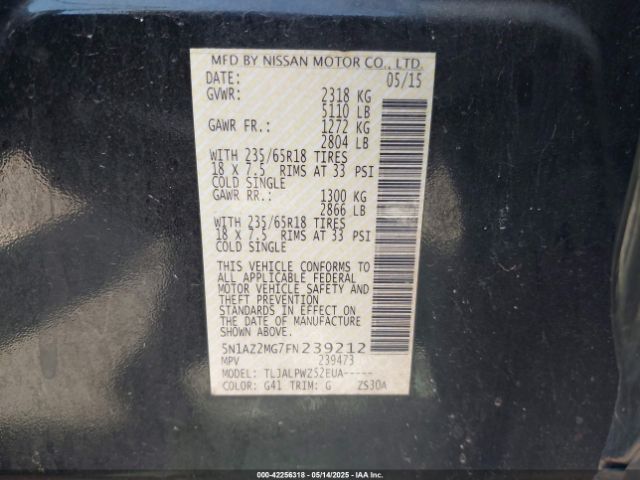 MFD BY NISSAN MOTOR CO., LTD.
DATE: 05/15
GVWR: 2318 KG
5110 LB
GAWR FR.: 1272 KG
2804 LB
WITH 235/65R18 TIRES
18 X 7.5 RIMS AT 33 PSI
COLD SINGLE
GAWR RR.: 1300 KG
2866 LB
WITH 235/65R18 TIRES
18 X 7.5 RIMS AT 33 PSI
COLD SINGLE
THIS VEHICLE CONFORMS TO
ALL APPLICABLE FEDERAL
MOTOR VEHICLE SAFETY AND
THEFT PREVENTION
STANDARDS IN EFFECT ON
THE DATE OF MANUFACTURE
SHOWN ABOVE.
5N1AZ2MG7FN239212
MPV 239473
MODEL: TLJALPWZ52EUA-----
COLOR: G41 TRIM: G ZS30A
000-42256318 - 05/14/2025 - IAA Inc.